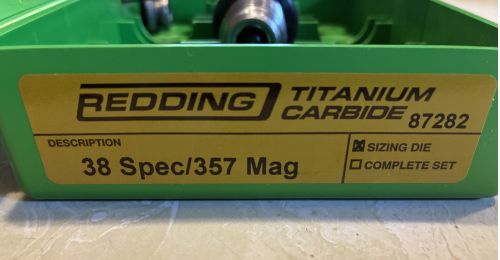 REDDING TITANIUM
CARBIDE 87282
DESCRIPTION
38 Spec/357 Mag
☒ SIZING DIE
☐ COMPLETE SET